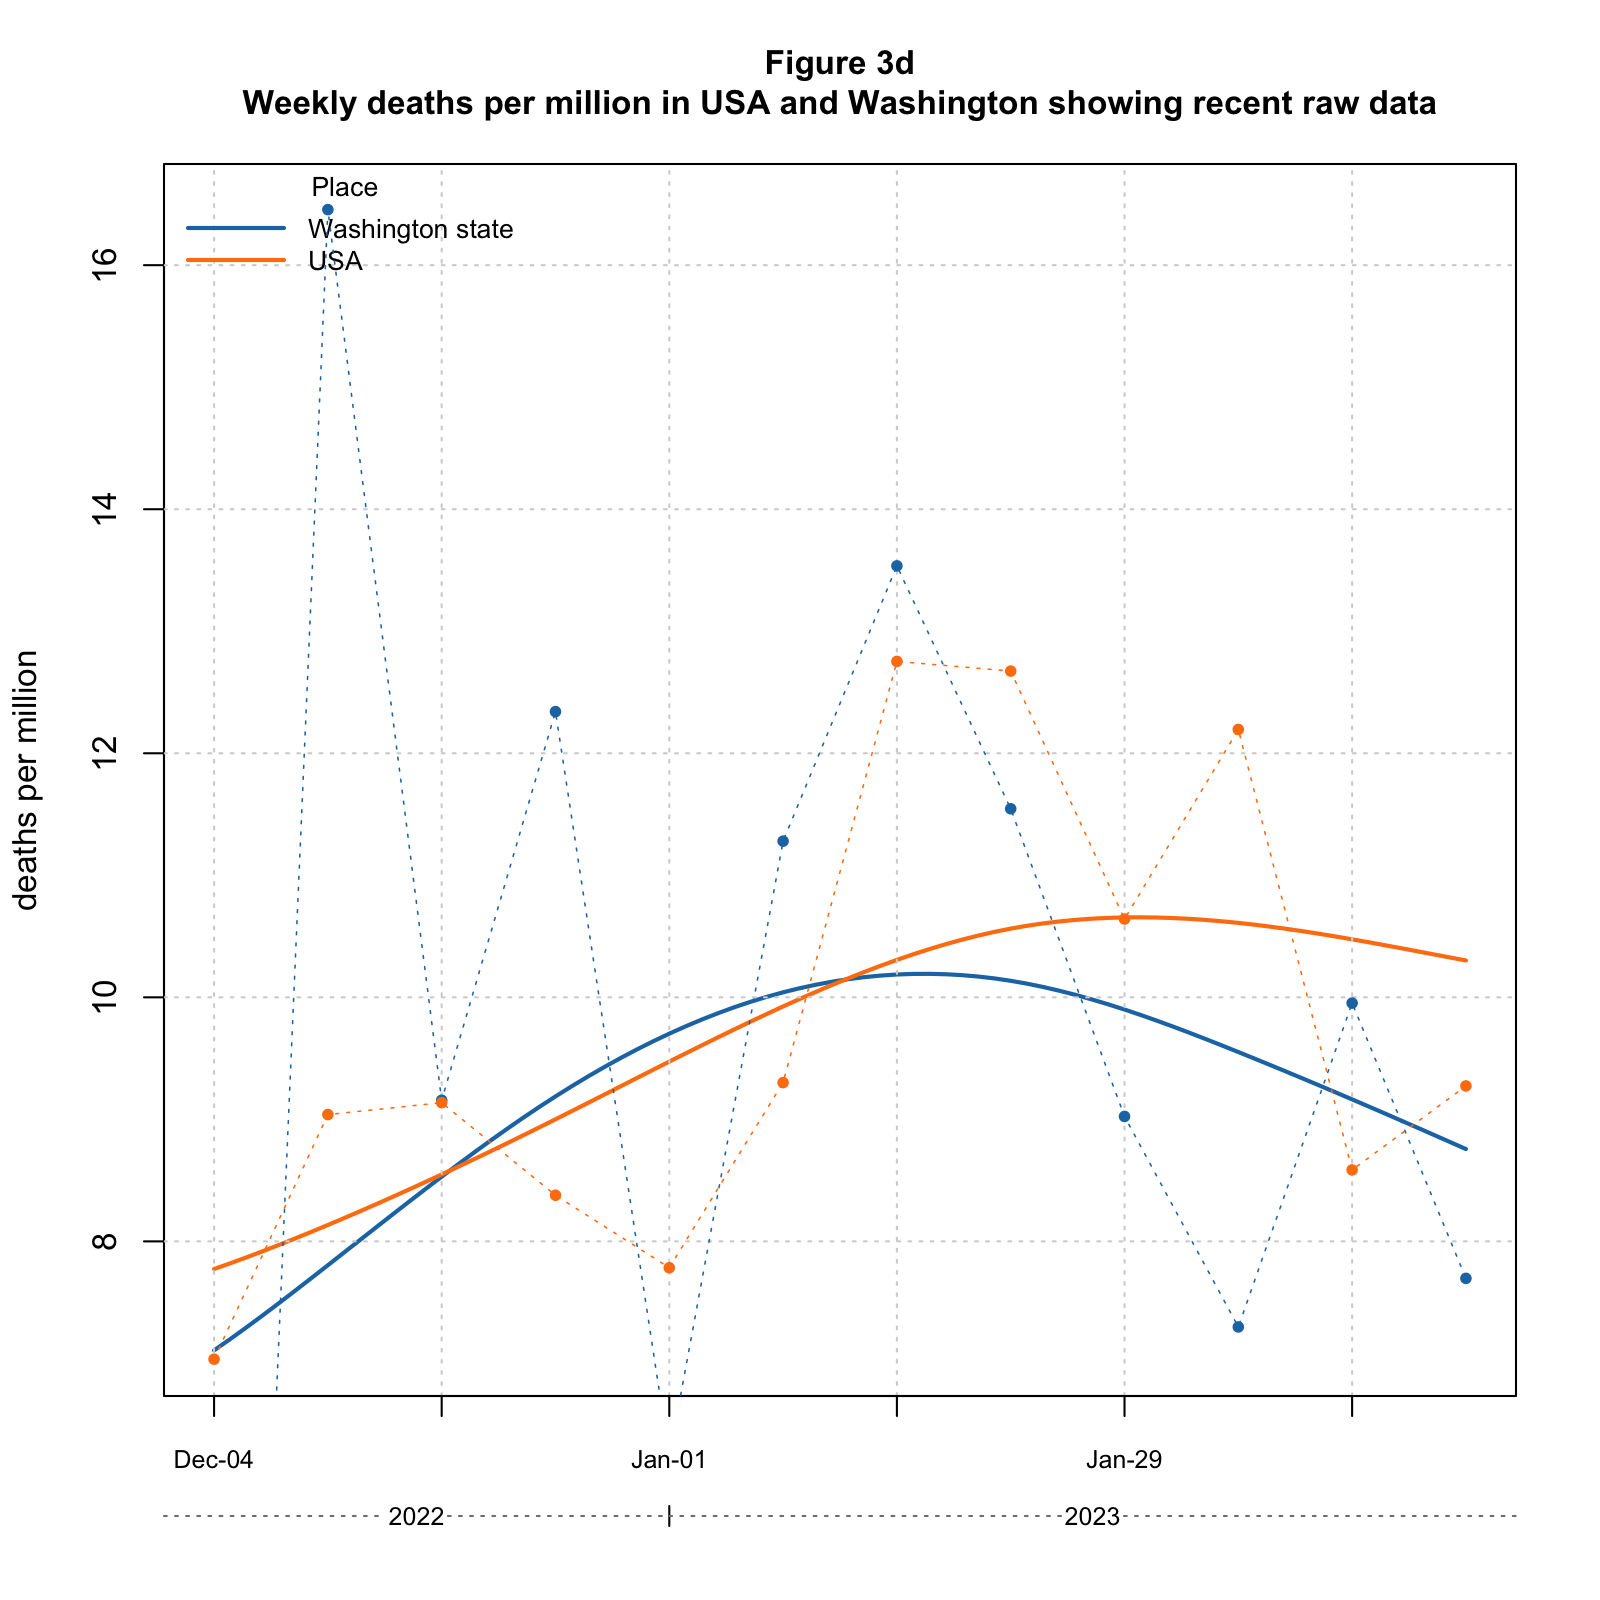 Figure 3d
Weekly deaths per million in USA and Washington showing recent raw data
Place
Washington state
USA
deaths per million
16
14
12
10
8
Dec-04 Jan-01 Jan-29
2022 2023